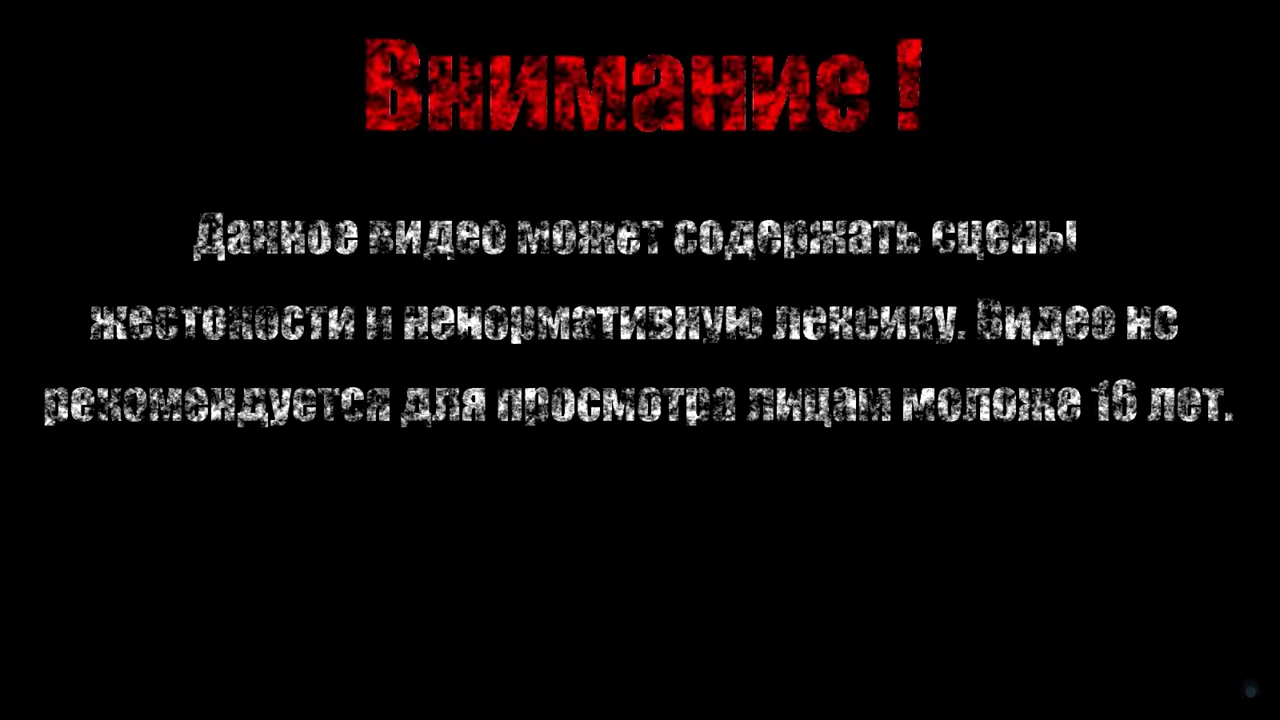 Внимание !
Данное видео может содержать сцены
жестокости и ненормативную лексику. Видео не
рекомендуется для просмотра лицам моложе 16 лет.